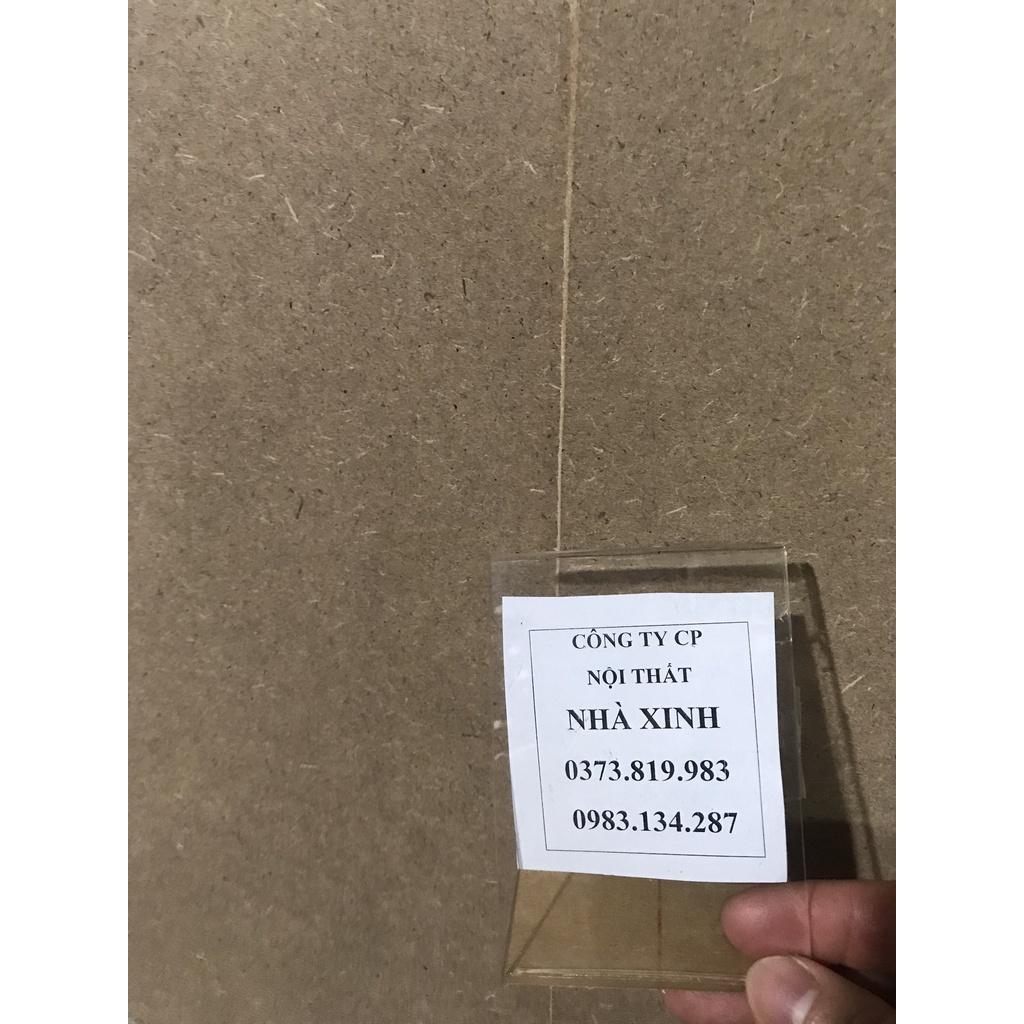 CÔNG TY CP
NỘI THẤT
NHÀ XINH
0373.819.983
0983.134.287